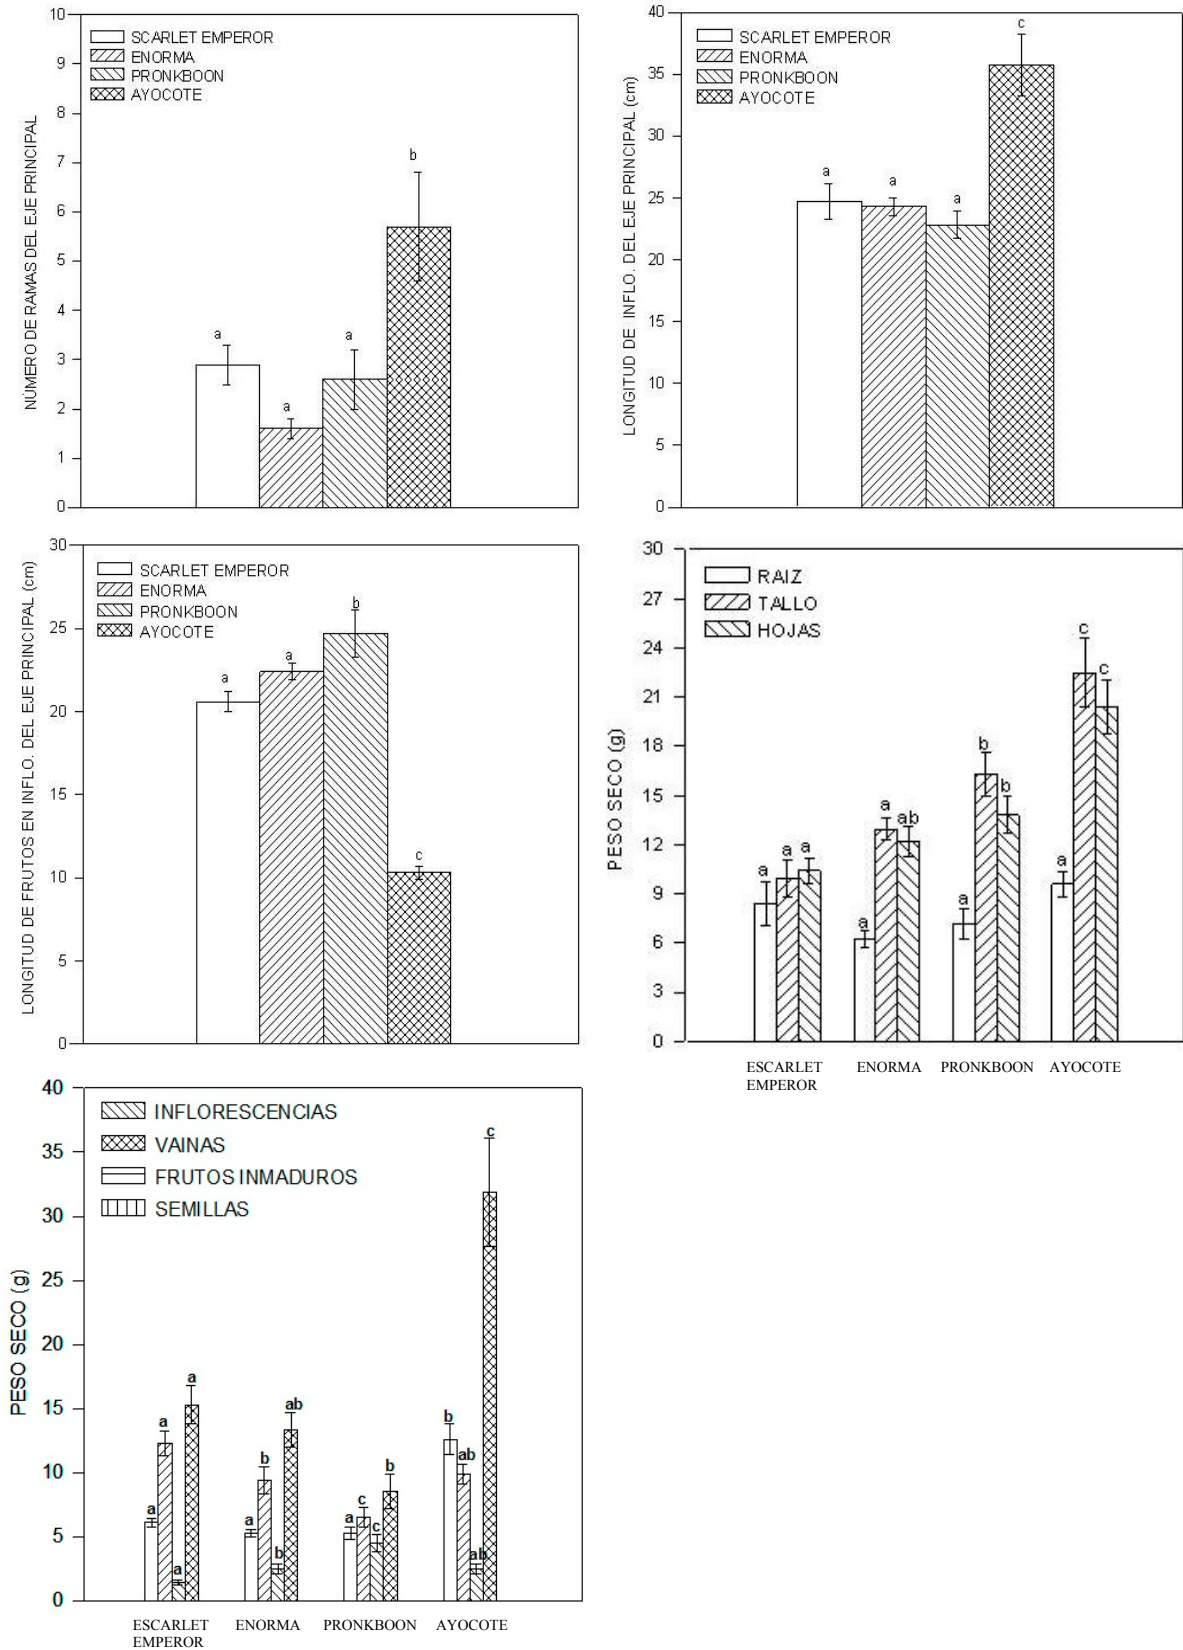 10
9
8
7
6
5
4
3
2
1
0
NÚMERO DE RAMAS DEL EJE PRINCIPAL
SCARLET EMPEROR
ENORMA
PRONKBOON
AYOCOTE
a
a
a
b
40
35
30
25
20
15
10
5
0
LONGITUD DE INFLO. DEL EJE PRINCIPAL (cm)
SCARLET EMPEROR
ENORMA
PRONKBOON
AYOCOTE
a
a
a
c
30
25
20
15
10
5
0
LONGITUD DE FRUTOS EN INFLO. DEL EJE PRINCIPAL (cm)
SCARLET EMPEROR
ENORMA
PRONKBOON
AYOCOTE
a
a
b
c
30
27
24
21
18
15
12
9
6
3
0
PESO SECO (g)
RAIZ
TALLO
HOJAS
a a a
a a ab
a b b
a c c
ESCARLET EMPEROR
ENORMA
PRONKBOON
AYOCOTE
40
35
30
25
20
15
10
5
0
PESO SECO (g)
INFLORESCENCIAS
VAINAS
FRUTOS INMADUROS
SEMILLAS
a a a a
a b b ab
a c c b
b ab ab c
ESCARLET EMPEROR
ENORMA
PRONKBOON
AYOCOTE